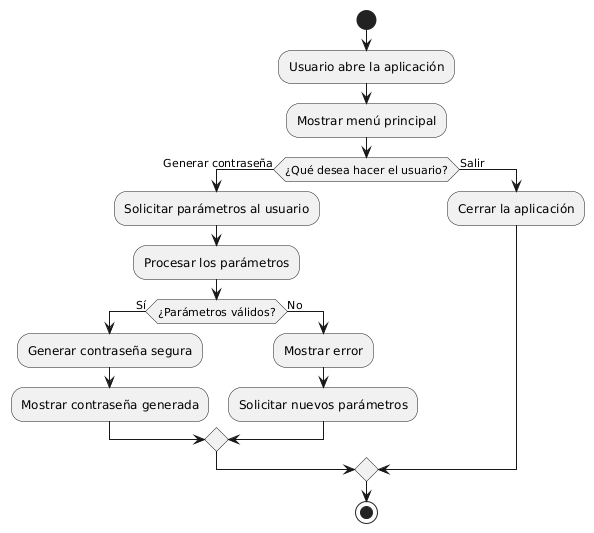 Usuario abre la aplicación
Mostrar menú principal
Generar contraseña
¿Qué desea hacer el usuario?
Salir
Solicitar parámetros al usuario
Cerrar la aplicación
Procesar los parámetros
Sí
¿Parámetros válidos?
No
Generar contraseña segura
Mostrar error
Mostrar contraseña generada
Solicitar nuevos parámetros